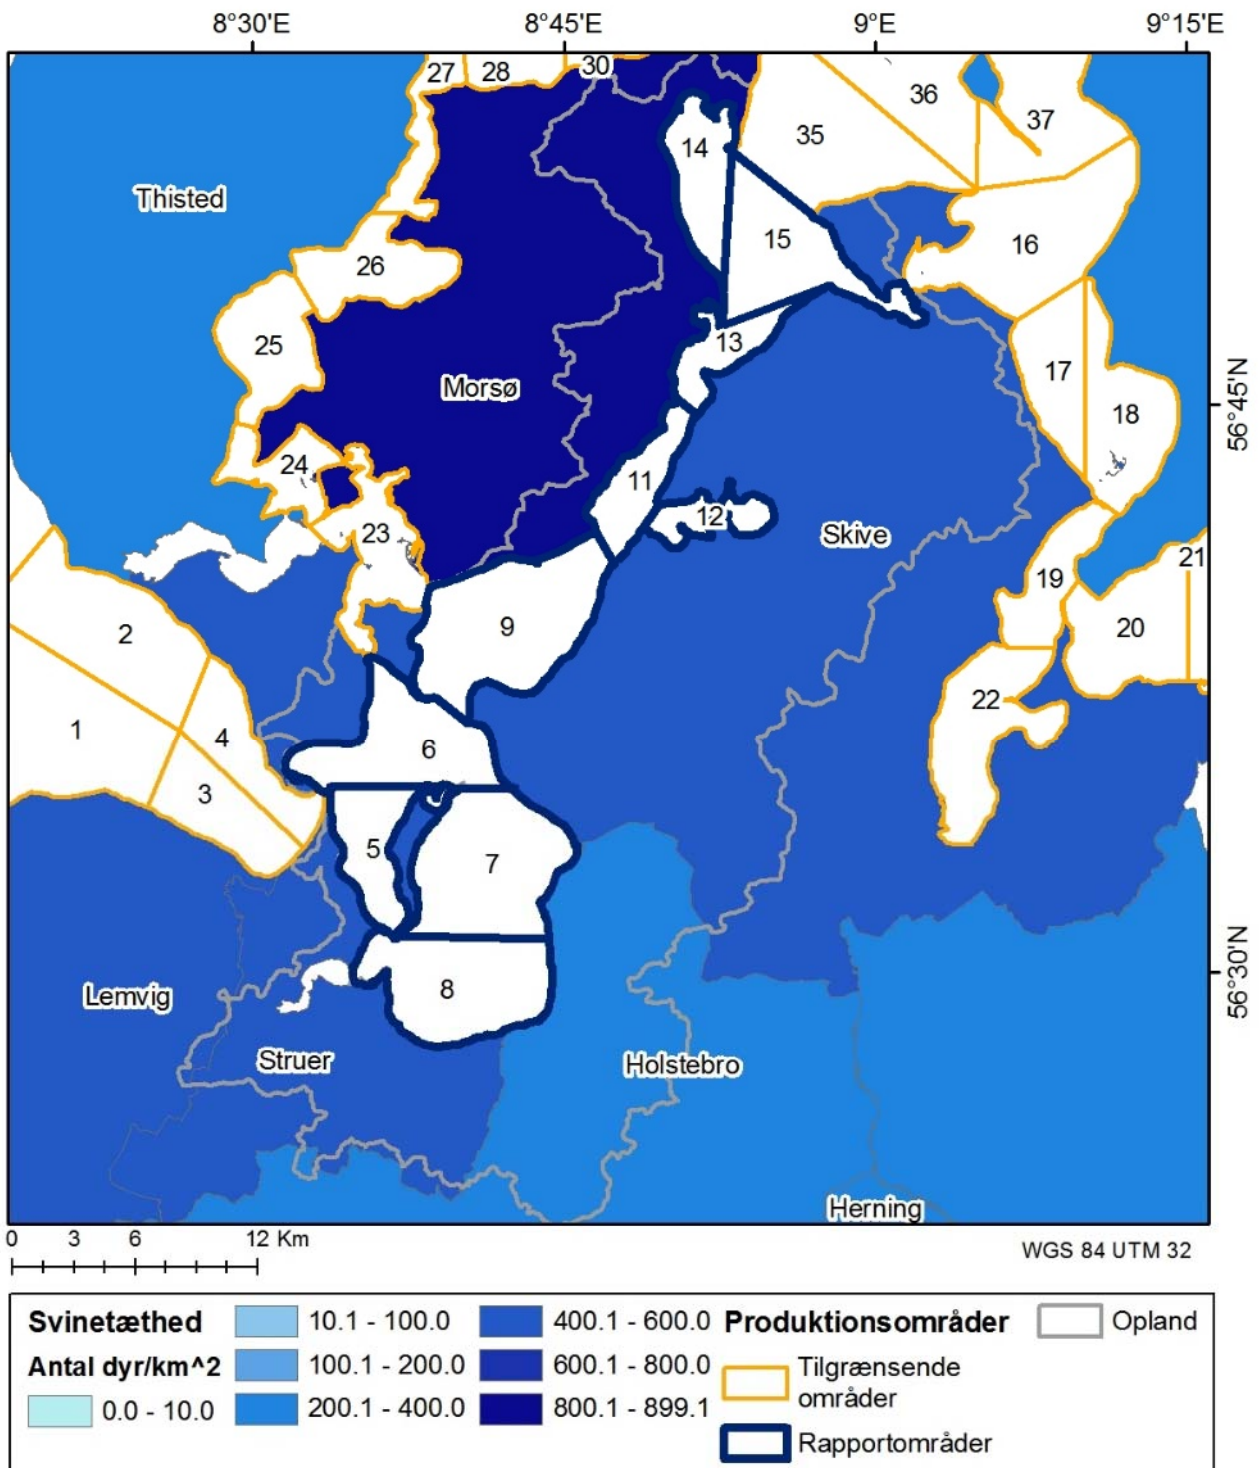 8°30'E 8°45'E 9°E 9°15'E
27 28 30 36 37
35
14
Thisted
15
16
26
25
13
Morsø
17
56°45'N
18
24
11
12
23
Skive
21
19
9
2
20
22
1
4
6
3
5
7
56°30'N
8
Lemvig
Struer
Holstebro
Herning
0 3 6 12 Km
WGS 84 UTM 32
Svinetæthed
Antal dyr/km^2
0.0 - 10.0
10.1 - 100.0
100.1 - 200.0
200.1 - 400.0
400.1 - 600.0
600.1 - 800.0
800.1 - 899.1
Produktionsområder
Tilgrænsende
områder
Rapportområder
Opland